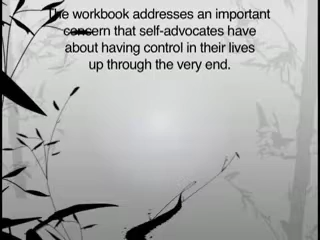 The workbook addresses an important
concern that self-advocates have
about having control in their lives
up through the very end.